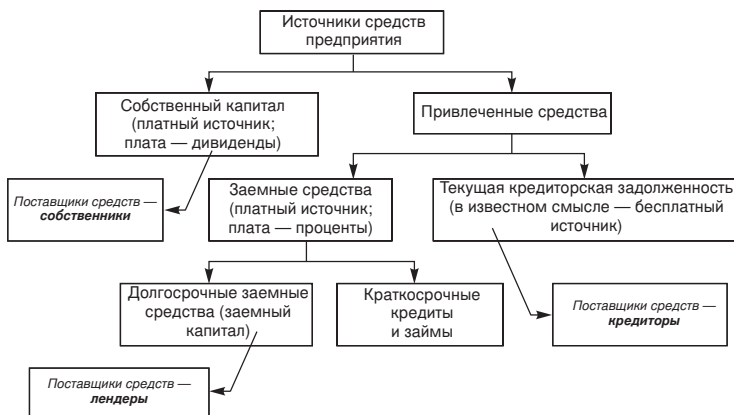 Источники средств
предприятия
Собственный капитал
(платный источник;
плата — дивиденды)
Привлеченные средства
Поставщики средств —
собственники
Заемные средства
(платный источник;
плата — проценты)
Текущая кредиторская задолженность
(в известном смысле — бесплатный
источник)
Долгосрочные заемные
средства (заемный
капитал)
Краткосрочные
кредиты
и займы
Поставщики средств —
кредиторы
Поставщики средств —
лендеры